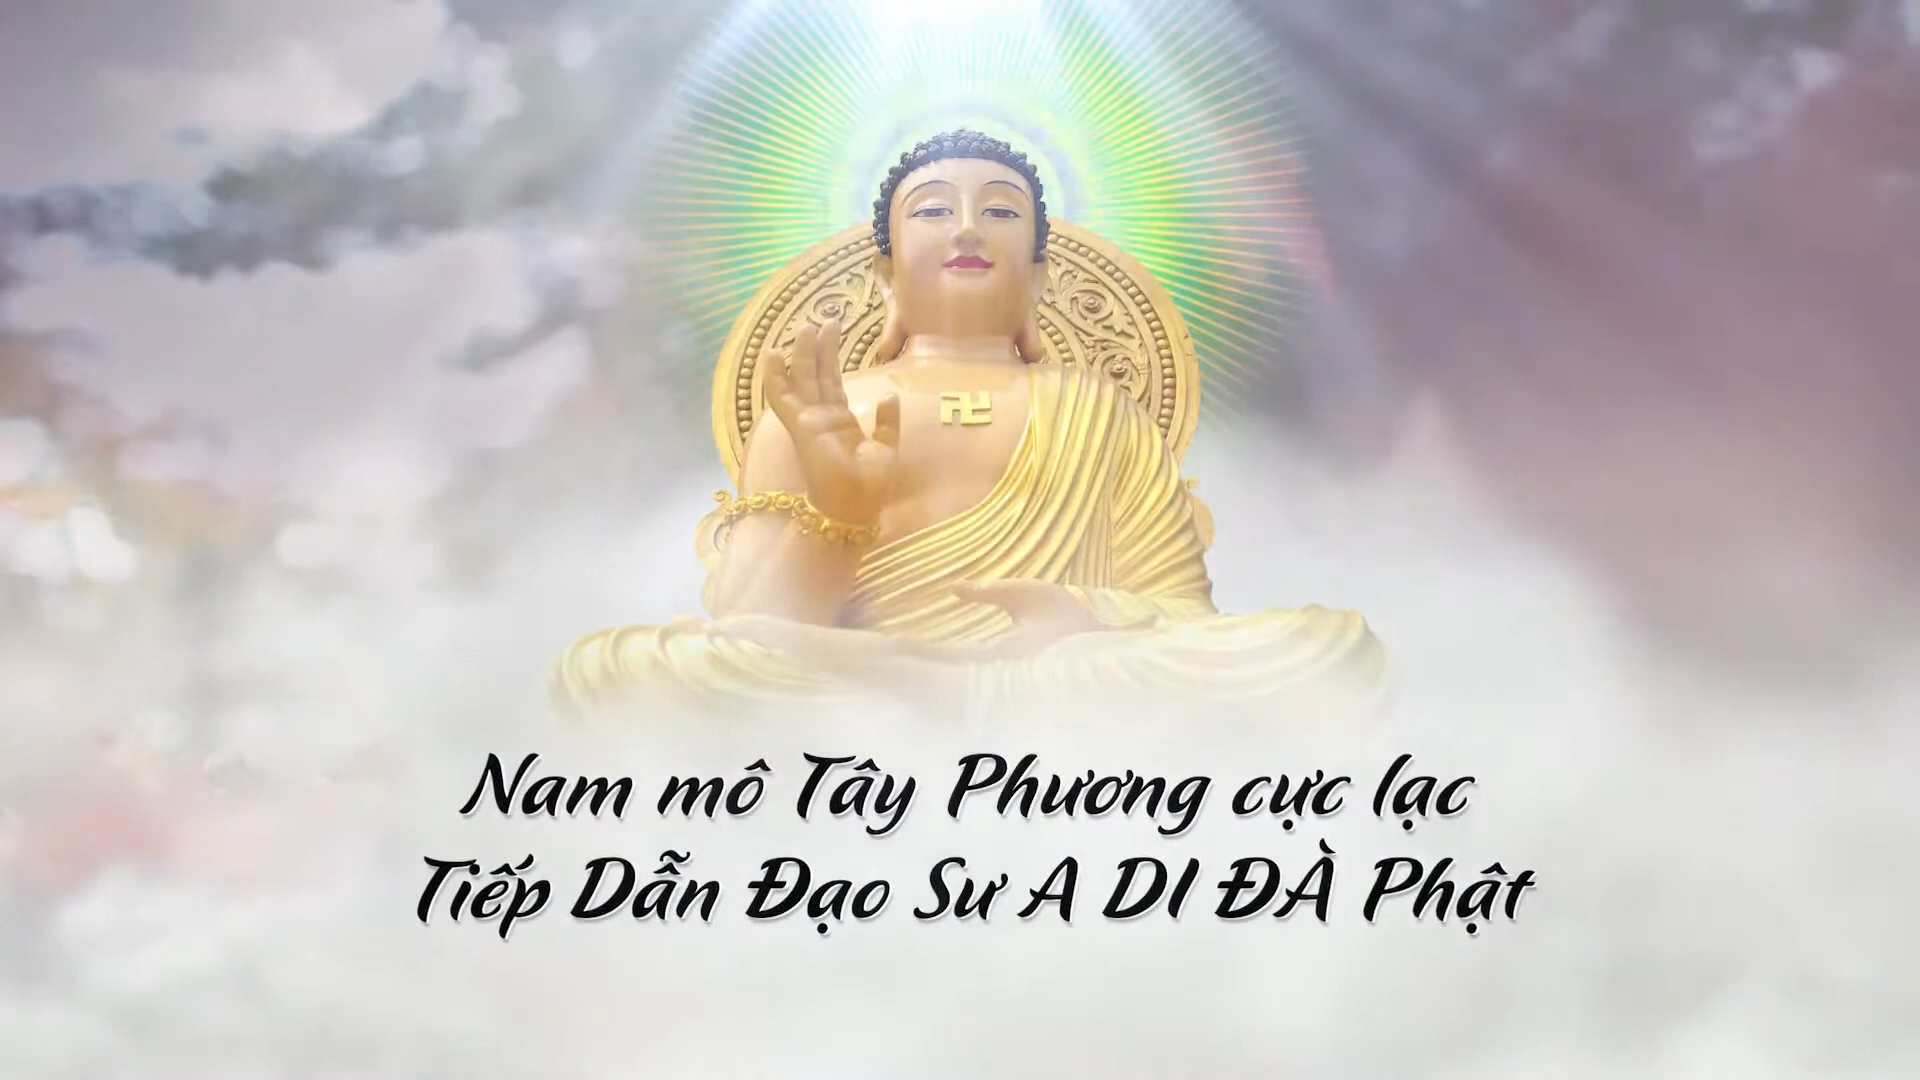 Nam mô Tây Phương cực lạc
Tiếp Dẫn Đạo Sư A DI ĐÀ Phật